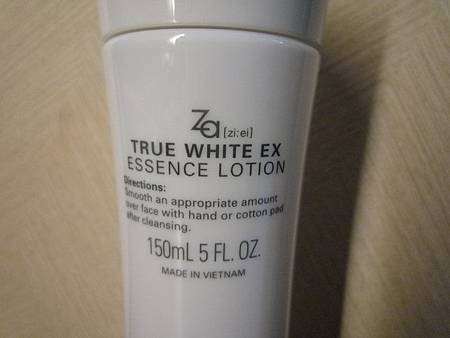 Za [zi:ei]
TRUE WHITE EX
ESSENCE LOTION
Directions:
Smooth an appropriate amount
over face with hand or cotton pad
after cleansing.
150mL 5 FL. OZ.
MADE IN VIETNAM